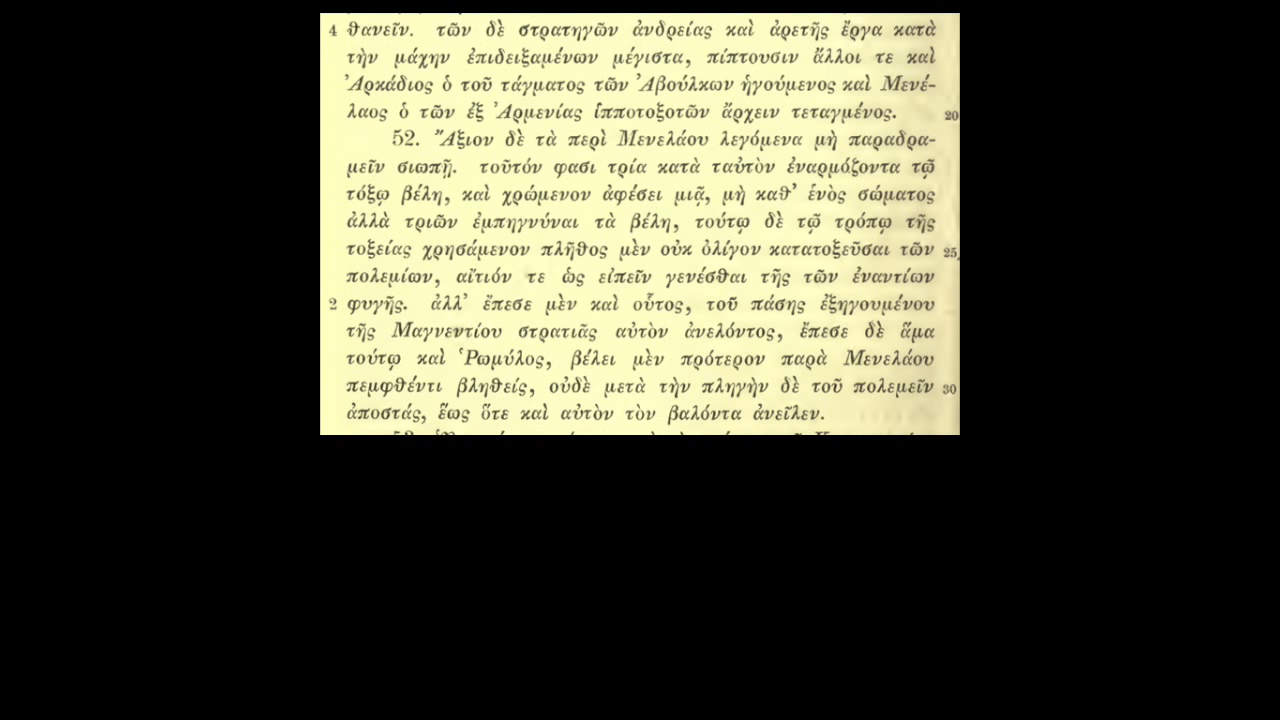 4 θανεῖν. τῶν δὲ στρατηγῶν ἀνδρείας καὶ ἀρετῆς ἔργα κατὰ
τὴν μάχην ἐπιδειξαμένων μέγιστα, πίπτουσιν ἄλλοι τε καὶ
Ἀρκάδιος ὁ τοῦ τάγματος τῶν Ἀβούλκων ἡγούμενος καὶ Μενέ-
λαος ὁ τῶν ἐξ Ἀρμενίας ἱπποτοξοτῶν ἄρχειν τεταγμένος. 20
52. Ἄξιον δὲ τὰ περὶ Μενελάου λεγόμενα μὴ παραδρα-
μεῖν σιωπῇ. τοῦτόν φασι τρία κατὰ ταὐτὸν ἐναρμόζοντα τῷ
τόξῳ βέλη, καὶ χρώμενον ἀφέσει μιᾷ, μὴ καθ’ ἑνὸς σώματος
ἀλλὰ τριῶν ἐμπηγνύναι τὰ βέλη, τούτῳ δὲ τῷ τρόπῳ τῆς
τοξείας χρησάμενον πλῆθος μὲν οὐκ ὀλίγον κατατοξεῦσαι τῶν 25
πολεμίων, αἴτιόν τε ὡς εἰπεῖν γενέσθαι τῆς τῶν ἐναντίων
2 φυγῆς. ἀλλ’ ἔπεσε μὲν καὶ οὗτος, τοῦ πάσης ἐξηγουμένου
τῆς Μαγνεντίου στρατιᾶς αὐτὸν ἀνελόντος, ἔπεσε δὲ ἅμα
τούτῳ καὶ Ῥωμύλος, βέλει μὲν πρότερον παρὰ Μενελάου
πεμφθέντι βληθείς, οὐδὲ μετὰ τὴν πληγὴν δὲ τοῦ πολεμεῖν 30
ἀποστάς, ἕως ὅτε καὶ αὐτὸν τὸν βαλόντα ἀνεῖλεν.